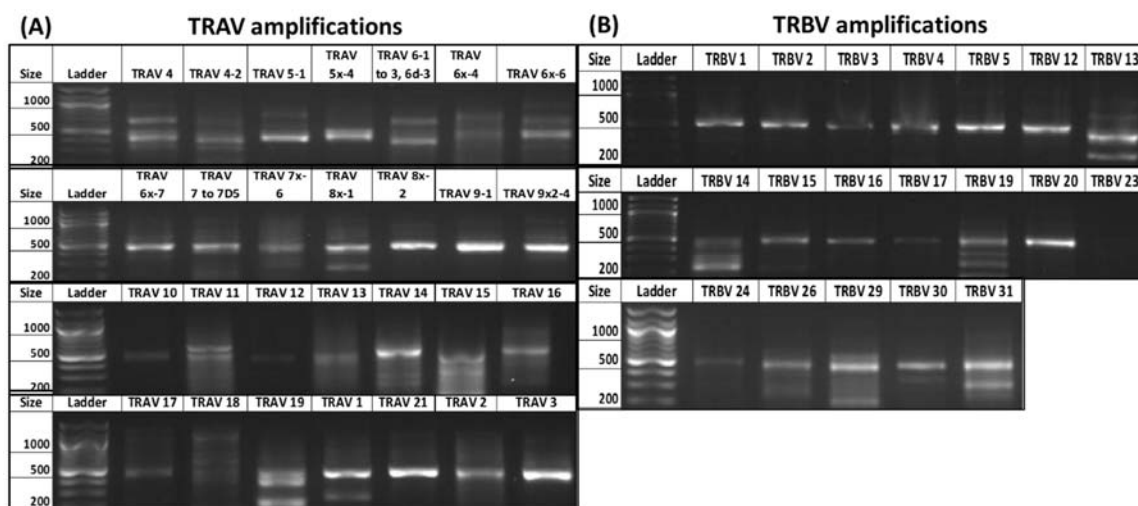 (A) TRAV amplifications
Size Ladder TRAV 4 TRAV 4-2 TRAV 5-1 TRAV 5x-4 TRAV 6-1 to 3, 6d-3 TRAV 6x-4 TRAV 6x-6
1000
500
200
Size Ladder TRAV 6x-7 TRAV 7 to 7D5 TRAV 7x-6 TRAV 8x-1 TRAV 8x-2 TRAV 9-1 TRAV 9x2-4
1000
500
200
Size Ladder TRAV 10 TRAV 11 TRAV 12 TRAV 13 TRAV 14 TRAV 15 TRAV 16
1000
500
200
Size Ladder TRAV 17 TRAV 18 TRAV 19 TRAV 1 TRAV 21 TRAV 2 TRAV 3
1000
500
200
(B) TRBV amplifications
Size Ladder TRBV 1 TRBV 2 TRBV 3 TRBV 4 TRBV 5 TRBV 12 TRBV 13
1000
500
200
Size Ladder TRBV 14 TRBV 15 TRBV 16 TRBV 17 TRBV 19 TRBV 20 TRBV 23
1000
500
200
Size Ladder TRBV 24 TRBV 26 TRBV 29 TRBV 30 TRBV 31
1000
500
200